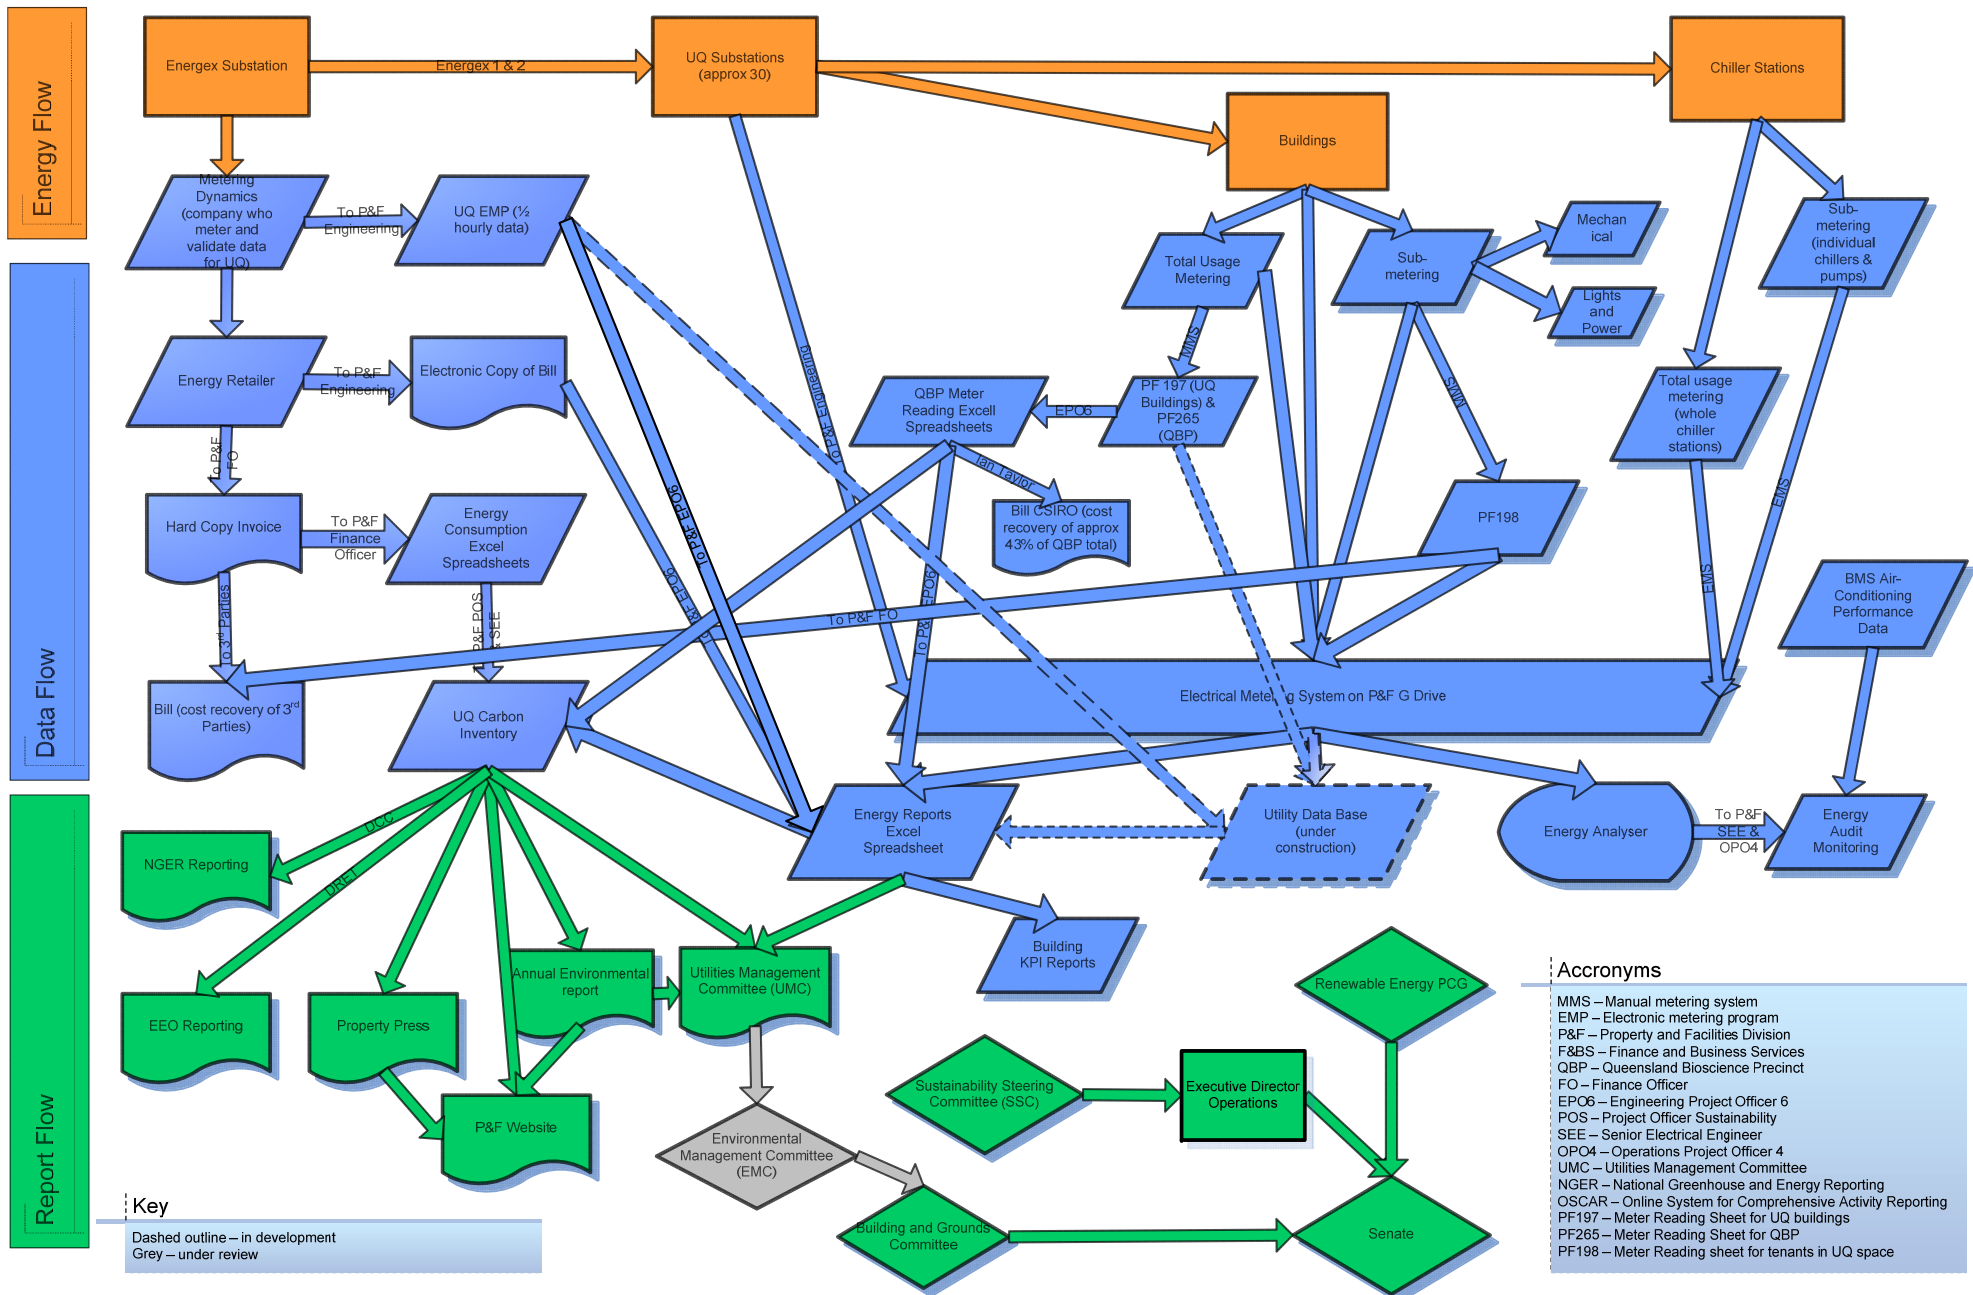 Energy Flow
Data Flow
Report Flow
Energex Substation
Energex 1 & 2
UQ Substations
(approx 30)
Chiller Stations
Buildings
Metering
Dynamics
(company who
meter and
validate data
for UQ)
To P&F
Engineering
UQ EMP (½
hourly data)
Total Usage
Metering
Sub-
metering
Mechan
ical
Lights
and
Power
Sub-
metering
(individual
chillers &
pumps)
Energy Retailer
To P&F
Engineering
Electronic Copy of Bill
To P&F Engineering
MMS
MMS
QBP Meter
Reading Excell
Spreadsheets
EPO6
PF 197 (UQ
Buildings) &
PF265
(QBP)
Total usage
metering
(whole
chiller
stations)
To P&F
FO
Ian Taylor
Hard Copy Invoice
To P&F
Finance
Officer
Energy
Consumption
Excel
Spreadsheets
To P&F EPO6
Bill CSIRO (cost
recovery of approx
43% of QBP total)
PF198
EMS
EMS
BMS Air-
Conditioning
Performance
Data
To 3rd Parties
To P&F POS
& SEE
To P&F EPO6
To P&F EPO6
To P&F FO
Bill (cost recovery of 3rd
Parties)
UQ Carbon
Inventory
Electrical Metering System on P&F G Drive
Energy Reports
Excel
Spreadsheet
Utility Data Base
(under
construction)
Energy Analyser
To P&F
SEE &
OPO4
Energy
Audit
Monitoring
DCC
DRET
NGER Reporting
EEO Reporting
Property Press
Annual Environmental
report
Utilities Management
Committee (UMC)
Building
KPI Reports
Renewable Energy PCG
P&F Website
Environmental
Management Committee
(EMC)
Sustainability Steering
Committee (SSC)
Executive Director
Operations
Building and Grounds
Committee
Senate
Key
Dashed outline – in development
Grey – under review
Accronyms
MMS – Manual metering system
EMP – Electronic metering program
P&F – Property and Facilities Division
F&BS – Finance and Business Services
QBP – Queensland Bioscience Precinct
FO – Finance Officer
EPO6 – Engineering Project Officer 6
POS – Project Officer Sustainability
SEE – Senior Electrical Engineer
OPO4 – Operations Project Officer 4
UMC – Utilities Management Committee
NGER – National Greenhouse and Energy Reporting
OSCAR – Online System for Comprehensive Activity Reporting
PF197 – Meter Reading Sheet for UQ buildings
PF265 – Meter Reading Sheet for QBP
PF198 – Meter Reading sheet for tenants in UQ space